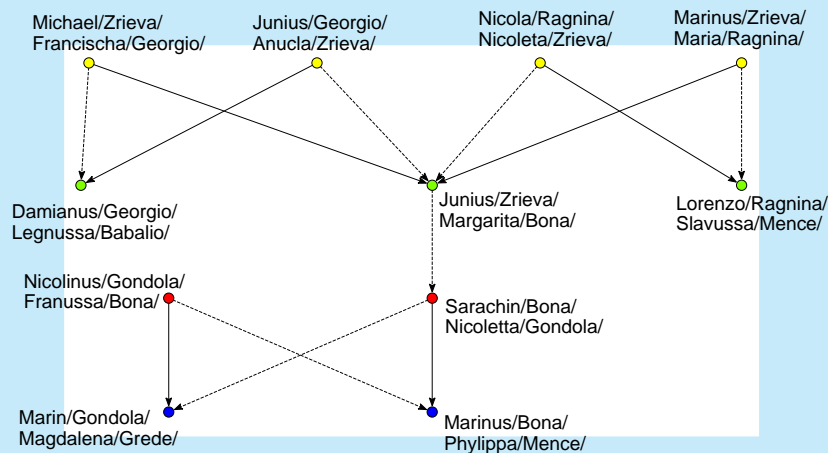 Michael/Zrieva/
Francischa/Georgio/
Junius/Georgio/
Anucla/Zrieva/
Nicola/Ragnina/
Nicoleta/Zrieva/
Marinus/Zrieva/
Maria/Ragnina/
Damianus/Georgio/
Legnussa/Babalio/
Junius/Zrieva/
Margarita/Bona/
Lorenzo/Ragnina/
Slavussa/Mence/
Nicolinus/Gondola/
Franussa/Bona/
Sarachin/Bona/
Nicoletta/Gondola/
Marin/Gondola/
Magdalena/Grede/
Marinus/Bona/
Phylippa/Mence/